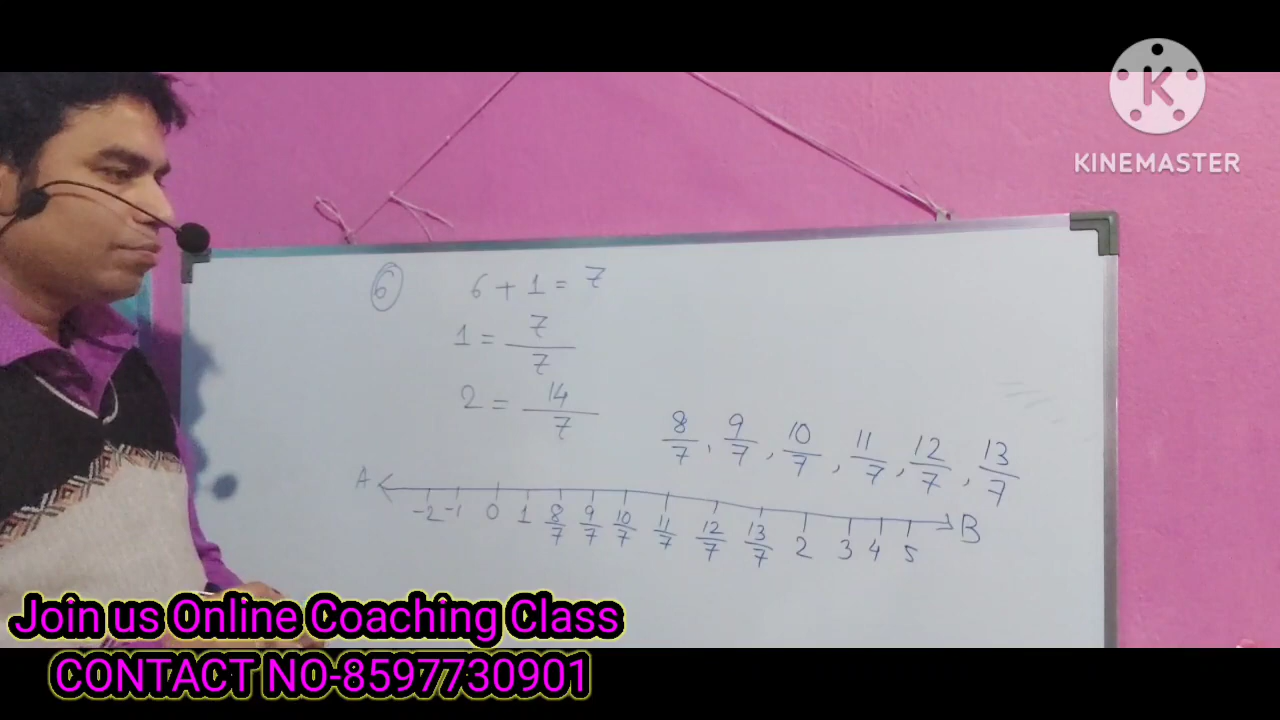 KINEMASTER
6 6 + 1 = 7
1 = 7/7
2 = 14/7
8/7, 9/7, 10/7, 11/7, 12/7, 13/7
A -2 -1 0 1 8/7 9/7 10/7 11/7 12/7 13/7 2 3 4 5 B
Join us Online Coaching Class
CONTACT NO-8597730901